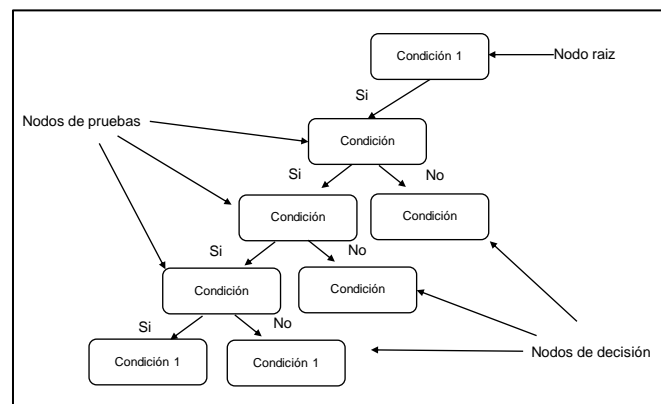 Condición 1
Nodo raiz
Si
Nodos de pruebas
Condición
Si
No
Condición
Condición
Si
No
Condición
Condición
Si
No
Condición 1
Condición 1
Nodos de decisión